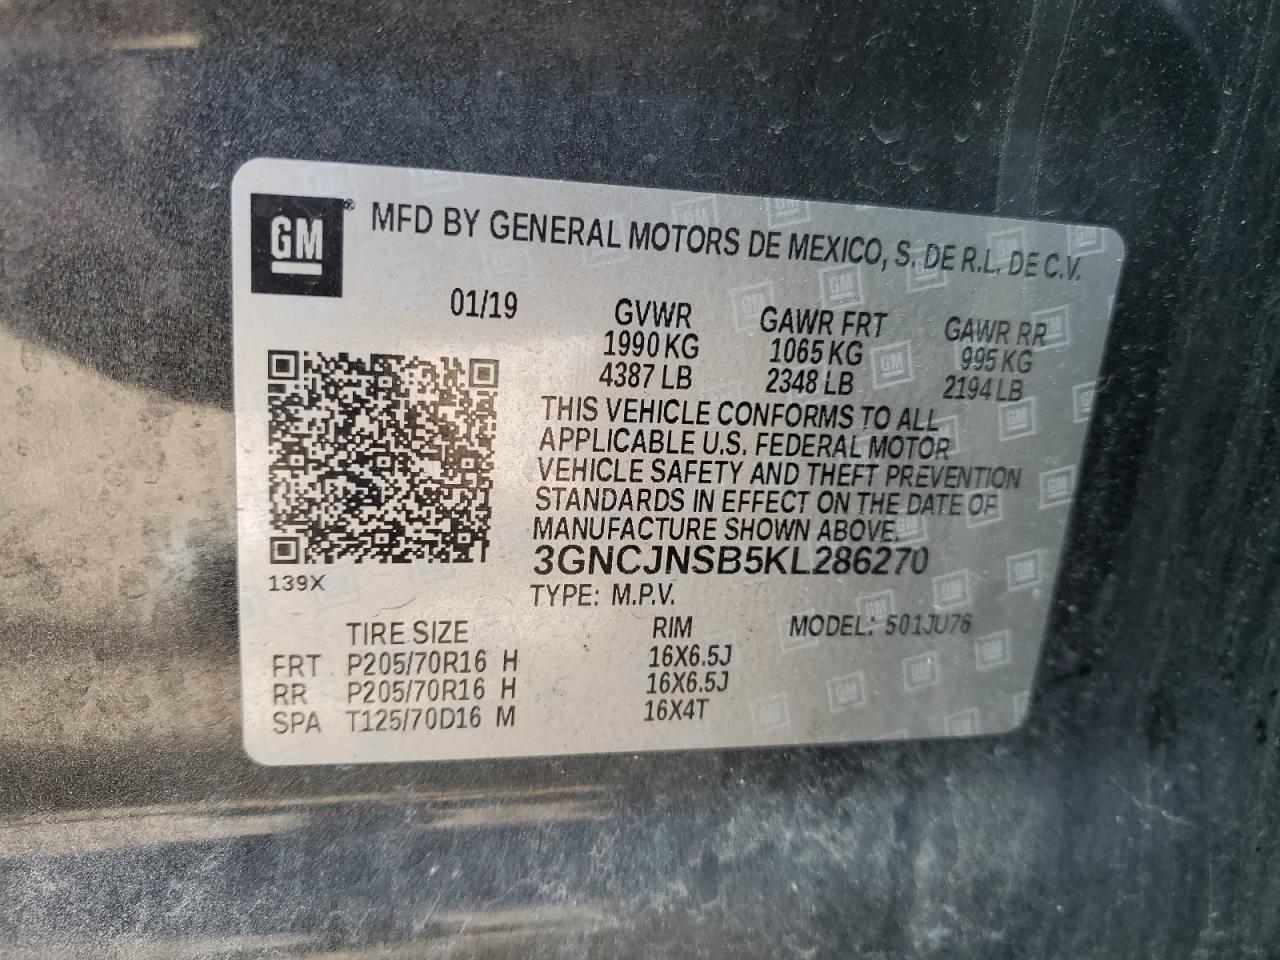 GM® MFD BY GENERAL MOTORS DE MEXICO, S. DE R.L. DE C.V.
01/19 GVWR GAWR FRT GAWR RR
1990 KG 1065 KG 995 KG
4387 LB 2348 LB 2194 LB
THIS VEHICLE CONFORMS TO ALL
APPLICABLE U.S. FEDERAL MOTOR
VEHICLE SAFETY AND THEFT PREVENTION
STANDARDS IN EFFECT ON THE DATE OF
MANUFACTURE SHOWN ABOVE.
3GNCJNSB5KL286270
139X TYPE: M.P.V.
MODEL: 501JU76
TIRE SIZE RIM
FRT P205/70R16 H 16X6.5J
RR P205/70R16 H 16X6.5J
SPA T125/70D16 M 16X4T